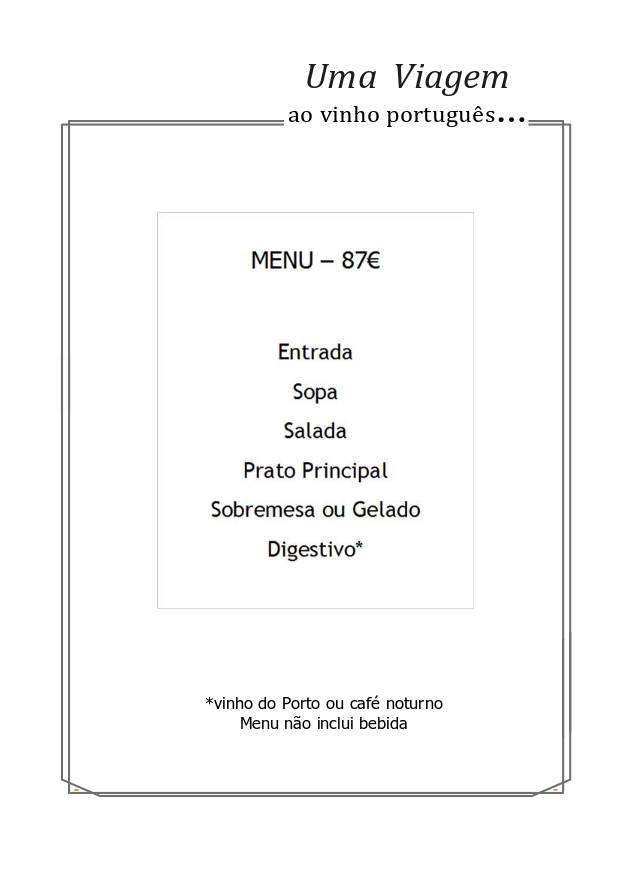 Uma Viagem
ao vinho português...
MENU – 87€
Entrada
Sopa
Salada
Prato Principal
Sobremesa ou Gelado
Digestivo*
*vinho do Porto ou café noturno
Menu não inclui bebida